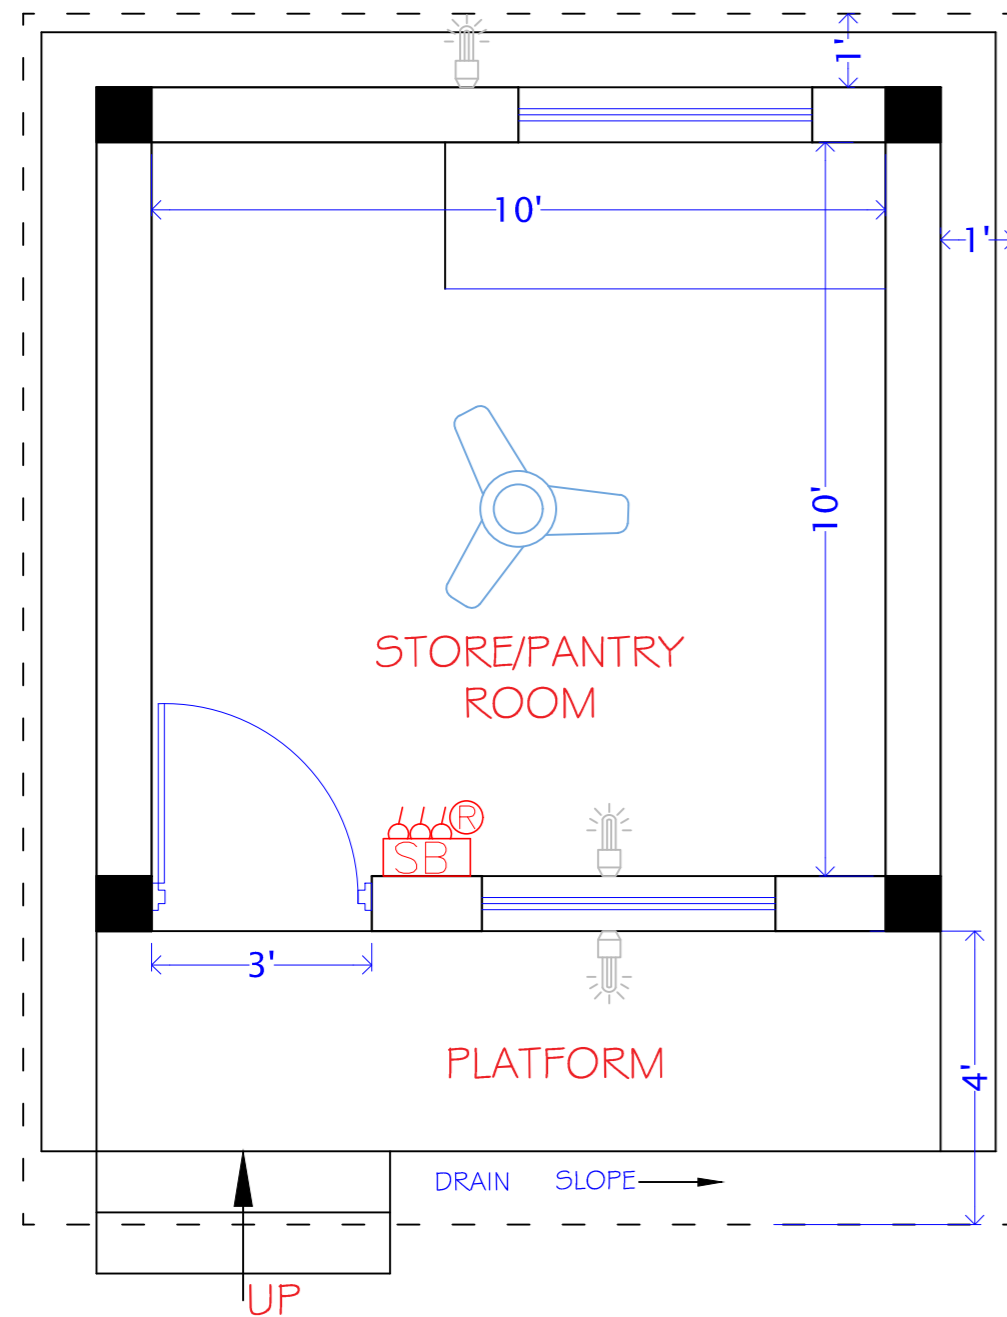 1'
10'
1'
10'
STORE/PANTRY
ROOM
R
SB
3'
PLATFORM
4'
DRAIN SLOPE
UP